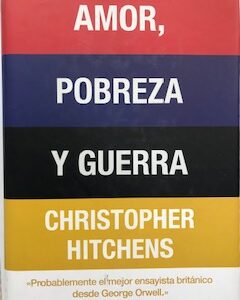 AMOR,
POBREZA
Y GUERRA
CHRISTOPHER
HITCHENS
«Probablemente el mejor ensayista británico
desde George Orwell.»